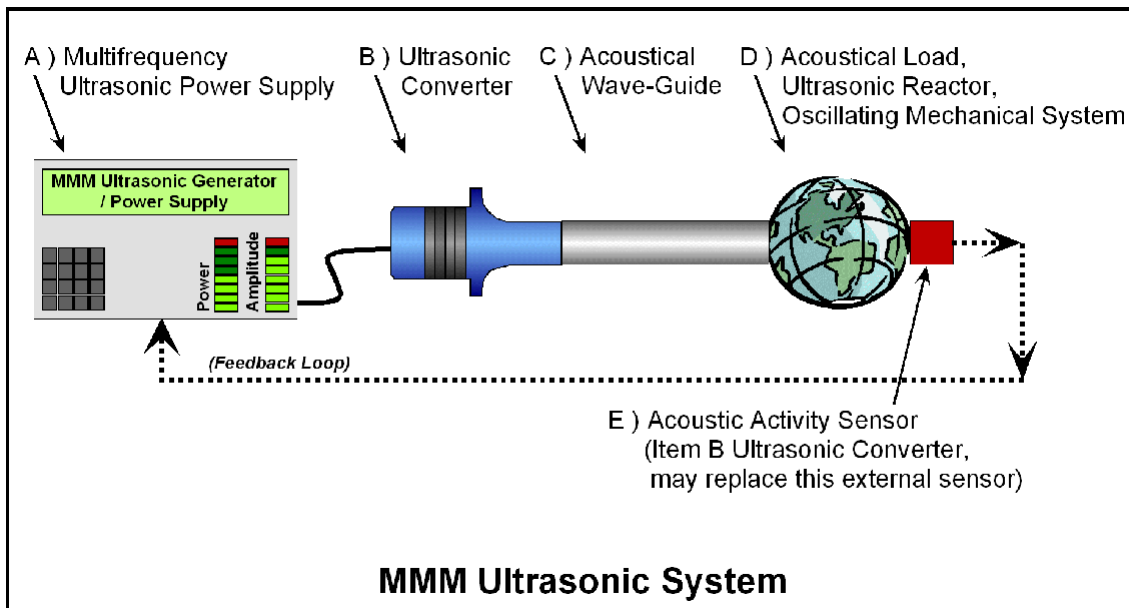 A ) Multifrequency
Ultrasonic Power Supply
B ) Ultrasonic
Converter
C ) Acoustical
Wave-Guide
D ) Acoustical Load,
Ultrasonic Reactor,
Oscillating Mechanical System
MMM Ultrasonic Generator
/ Power Supply
Power
Amplitude
(Feedback Loop)
E ) Acoustic Activity Sensor
(Item B Ultrasonic Converter,
may replace this external sensor)
MMM Ultrasonic System